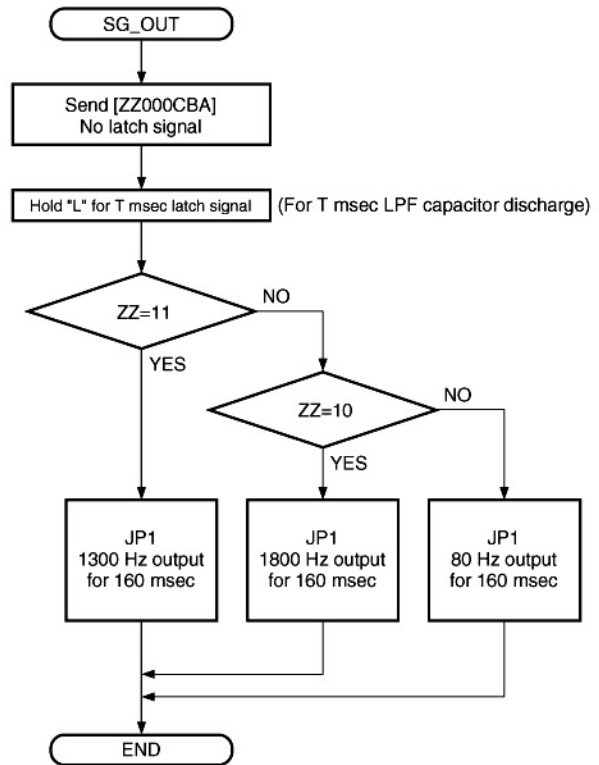 SG_OUT
Send [ZZ000CBA]
No latch signal
Hold "L" for T msec latch signal
(For T msec LPF capacitor discharge)
ZZ=11
NO
YES
ZZ=10
NO
YES
JP1
1300 Hz output
for 160 msec
JP1
1800 Hz output
for 160 msec
JP1
80 Hz output
for 160 msec
END